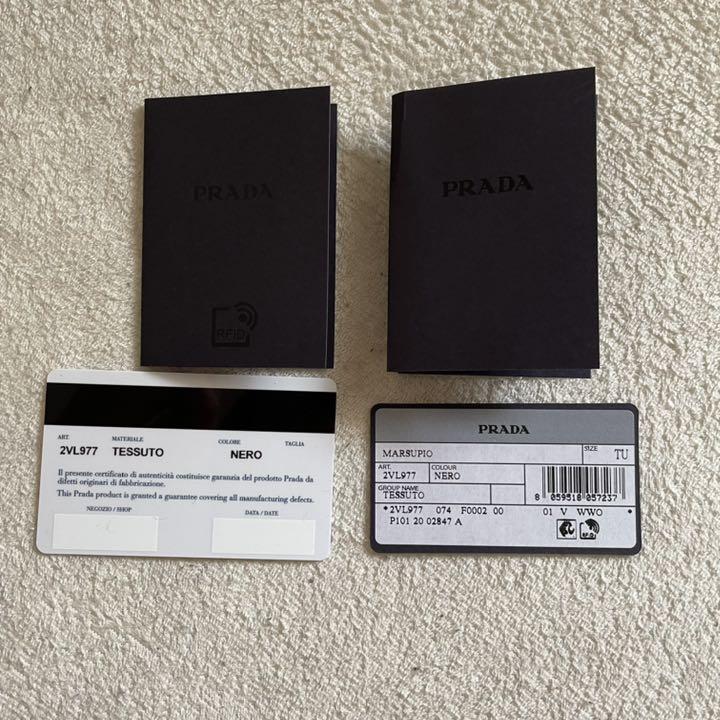 PRADA
RFiD
PRADA
ART. MATERIALE COLORE TAGLIA
2VL977 TESSUTO NERO
Il presente certificato di autenticità costituisce garanzia del prodotto Prada da
difetti originari di fabbricazione.
This Prada product is granted a guarantee covering all manufacturing defects.
NEGOZIO / SHOP DATA / DATE
PRADA
MARSUPIO SIZE TU
ART. COLOUR
2VL977 NERO
GROUP NAME
TESSUTO
8 059518 057237
*2VL977 074 F0002 00 01 V WWO *
P101 20 02847 A
RFiD